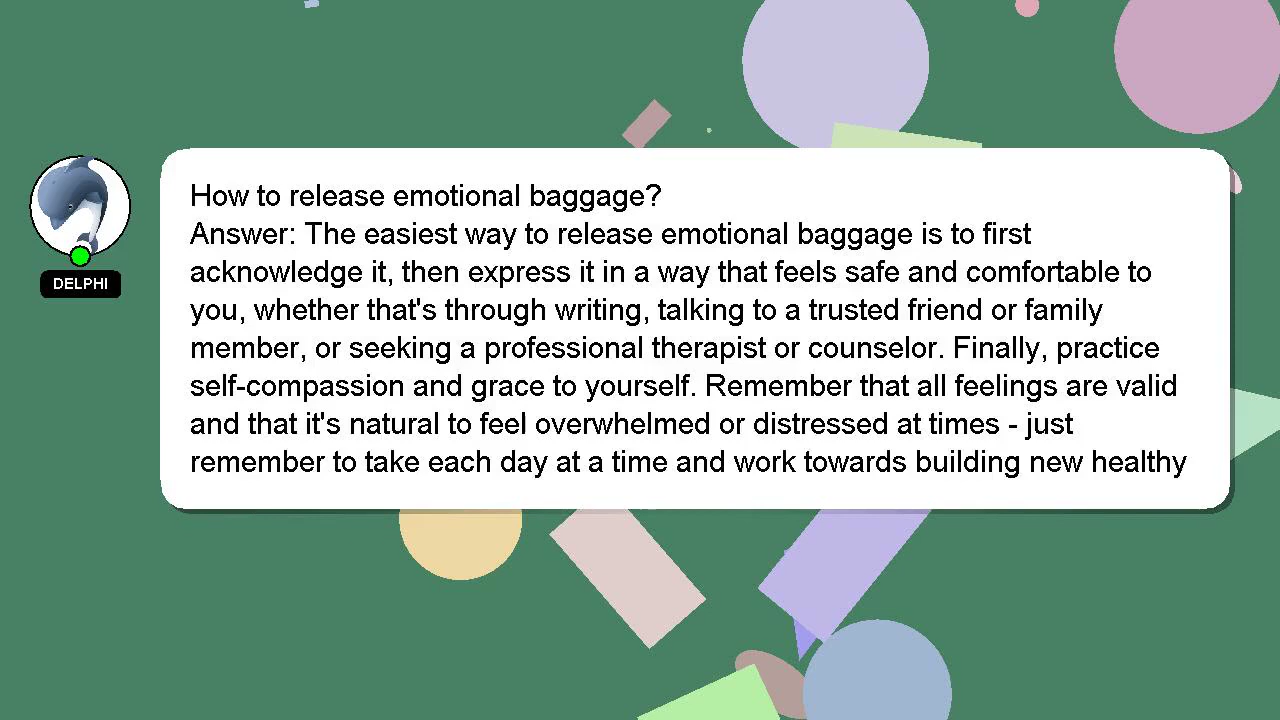 How to release emotional baggage?
Answer: The easiest way to release emotional baggage is to first
acknowledge it, then express it in a way that feels safe and comfortable to
you, whether that's through writing, talking to a trusted friend or family
member, or seeking a professional therapist or counselor. Finally, practice
self-compassion and grace to yourself. Remember that all feelings are valid
and that it's natural to feel overwhelmed or distressed at times - just
remember to take each day at a time and work towards building new healthy
DELPHI